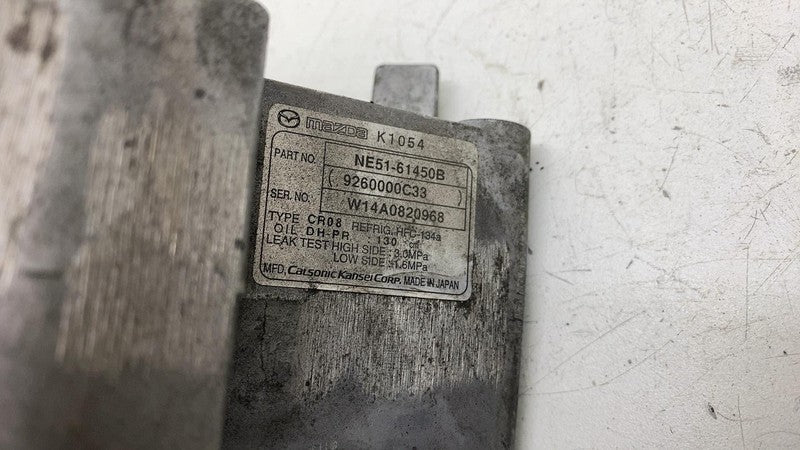 mazda K1054
PART NO. NE51-61450B
( 9260000C33 )
SER. NO. W14A0820968
TYPE CR08 REFRIG. HFC-134a
OIL DH-PR 130 cm³
LEAK TEST HIGH SIDE :3.0MPa
LOW SIDE :1.6MPa
MFD. Calsonic Kansei Corp. MADE IN JAPAN